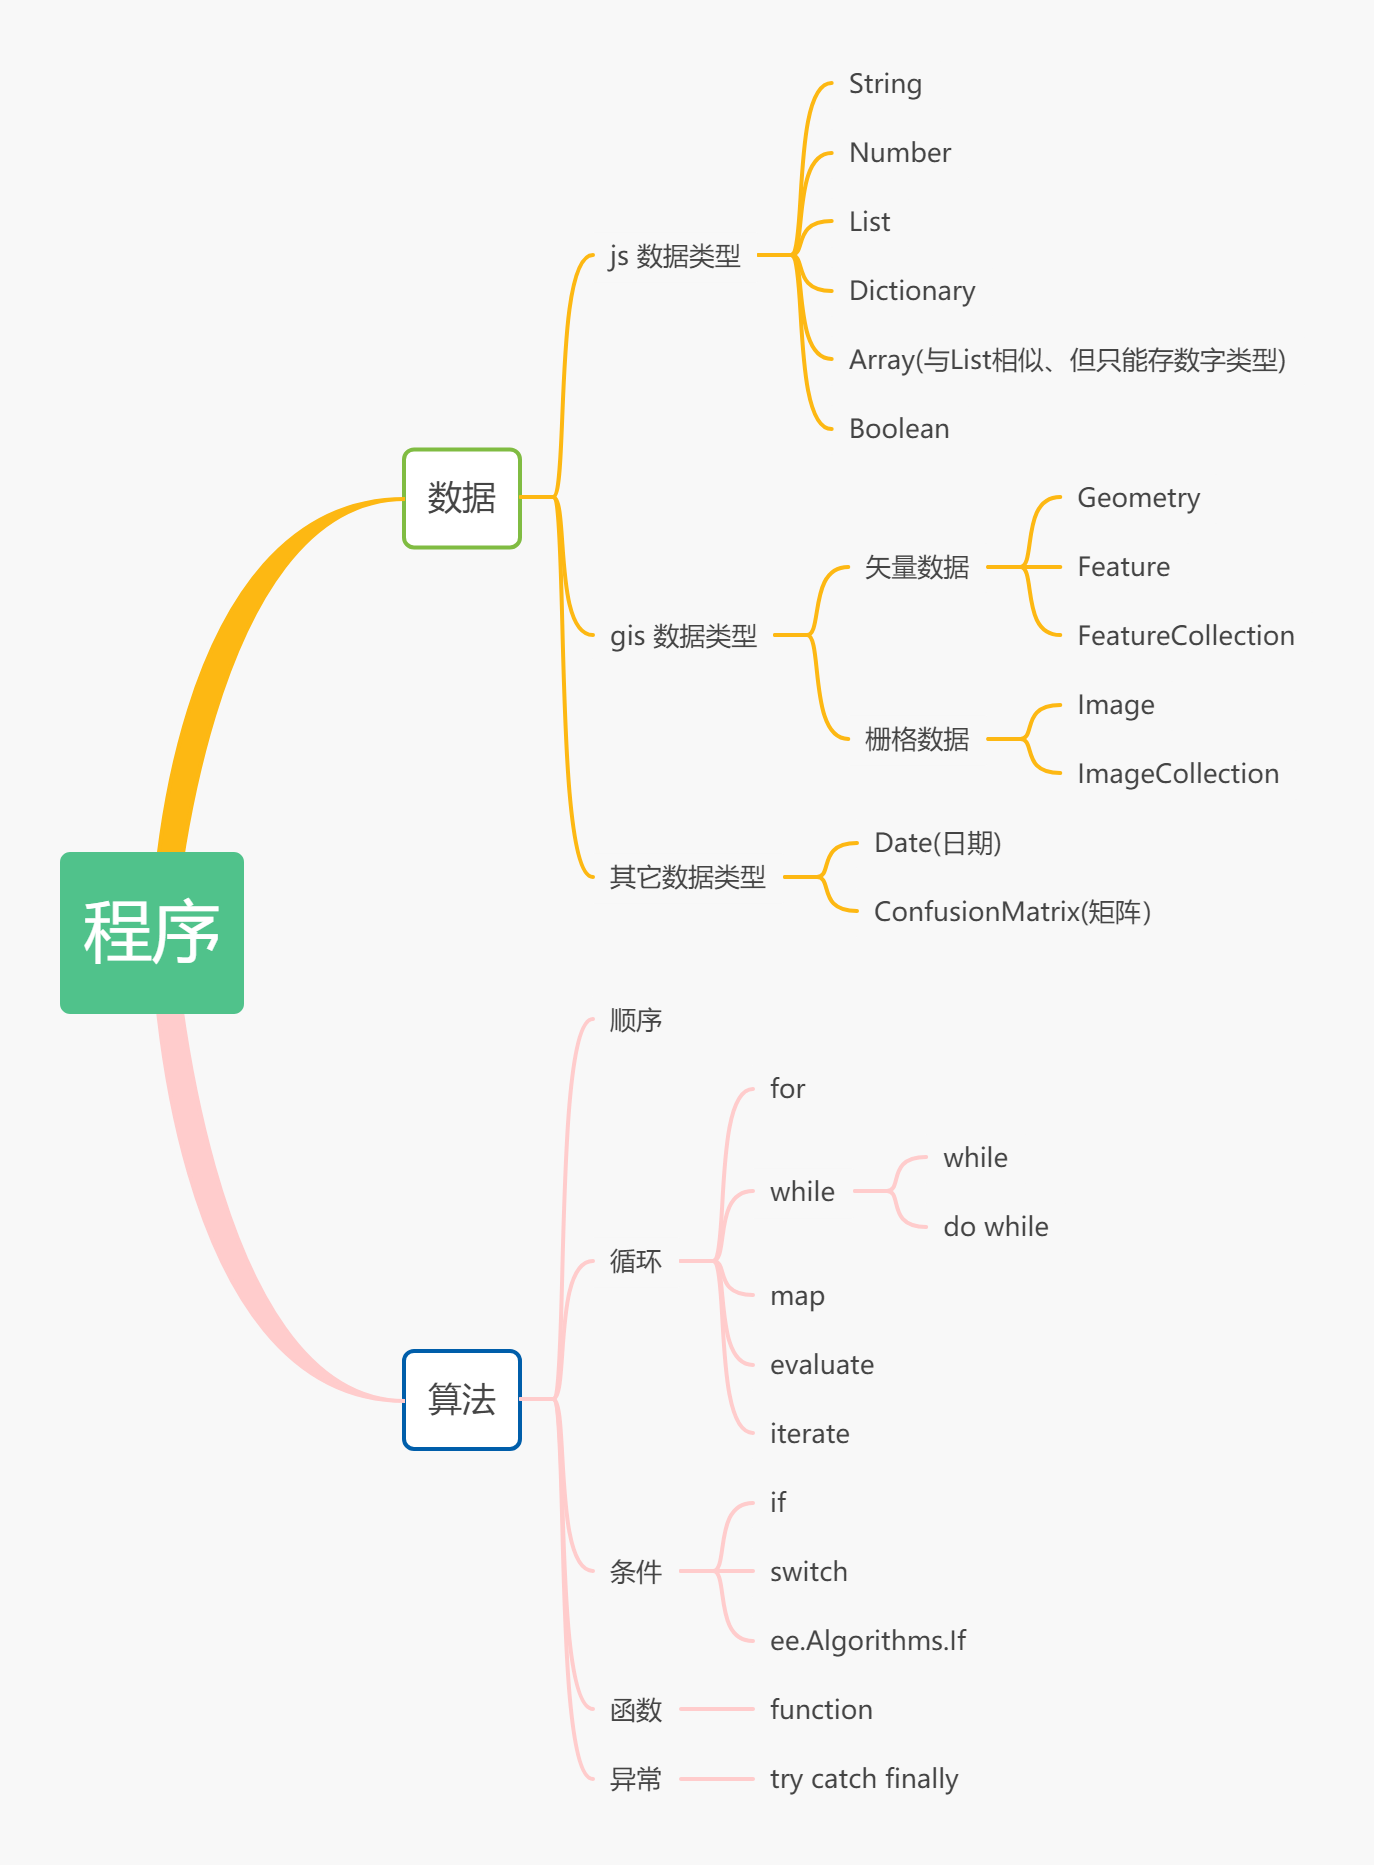 程序
数据
js 数据类型
String
Number
List
Dictionary
Array(与List相似、但只能存数字类型)
Boolean
gis 数据类型
矢量数据
Geometry
Feature
FeatureCollection
栅格数据
Image
ImageCollection
其它数据类型
Date(日期)
ConfusionMatrix(矩阵)
算法
顺序
循环
for
while
while
do while
map
evaluate
iterate
条件
if
switch
ee.Algorithms.If
函数
function
异常
try catch finally